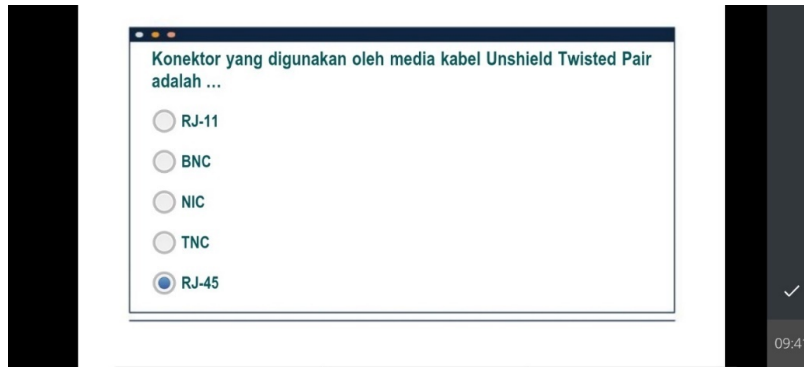 Konektor yang digunakan oleh media kabel Unshield Twisted Pair
adalah ...
RJ-11
BNC
NIC
TNC
RJ-45